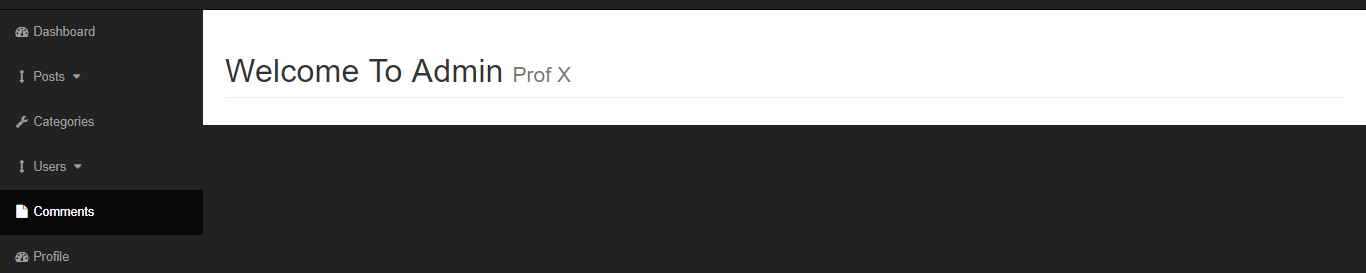 Dashboard
Posts
Categories
Users
Comments
Profile
Welcome To Admin Prof X